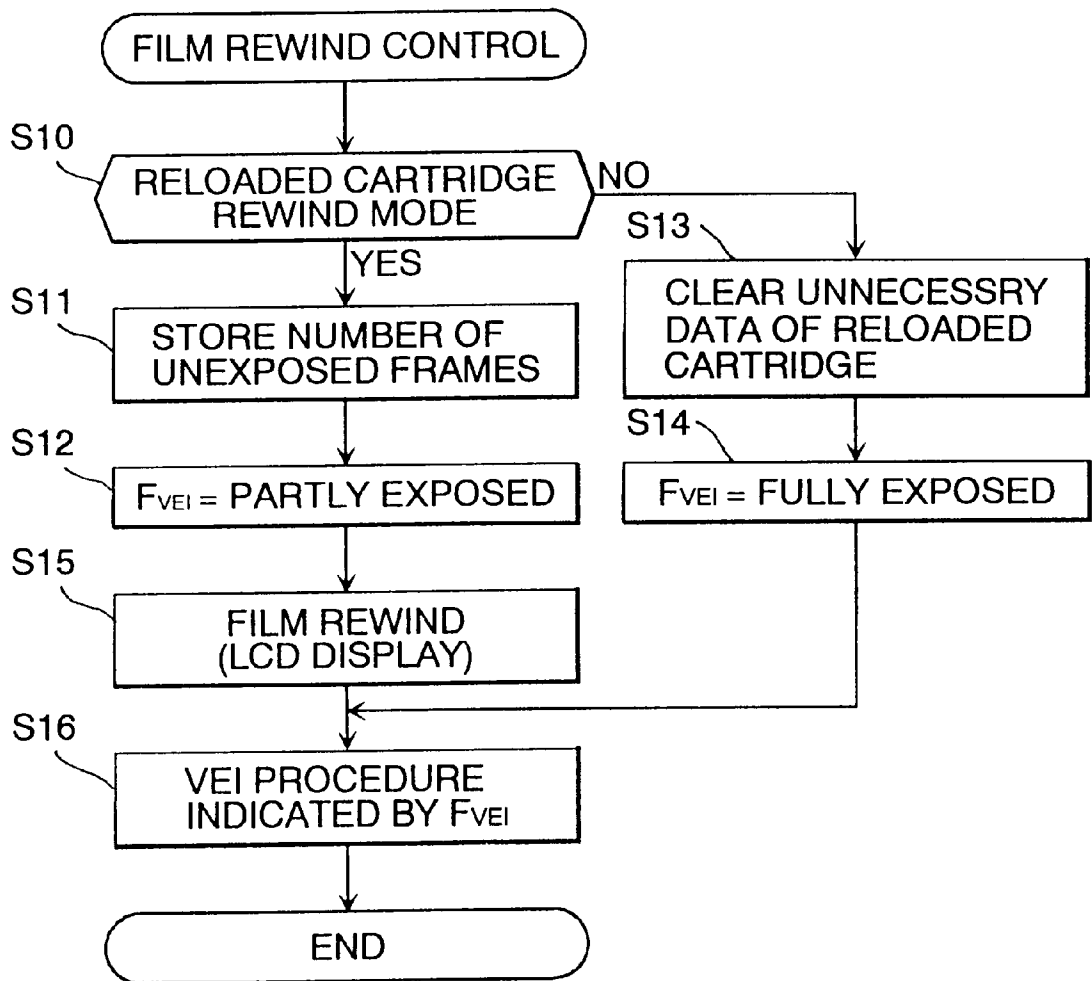 FILM REWIND CONTROL
S10
RELOADED CARTRIDGE
REWIND MODE
NO
YES
S11
STORE NUMBER OF
UNEXPOSED FRAMES
S12
FVEI = PARTLY EXPOSED
S13
CLEAR UNNECESSRY
DATA OF RELOADED
CARTRIDGE
S14
FVEI = FULLY EXPOSED
S15
FILM REWIND
(LCD DISPLAY)
S16
VEI PROCEDURE
INDICATED BY FVEI
END